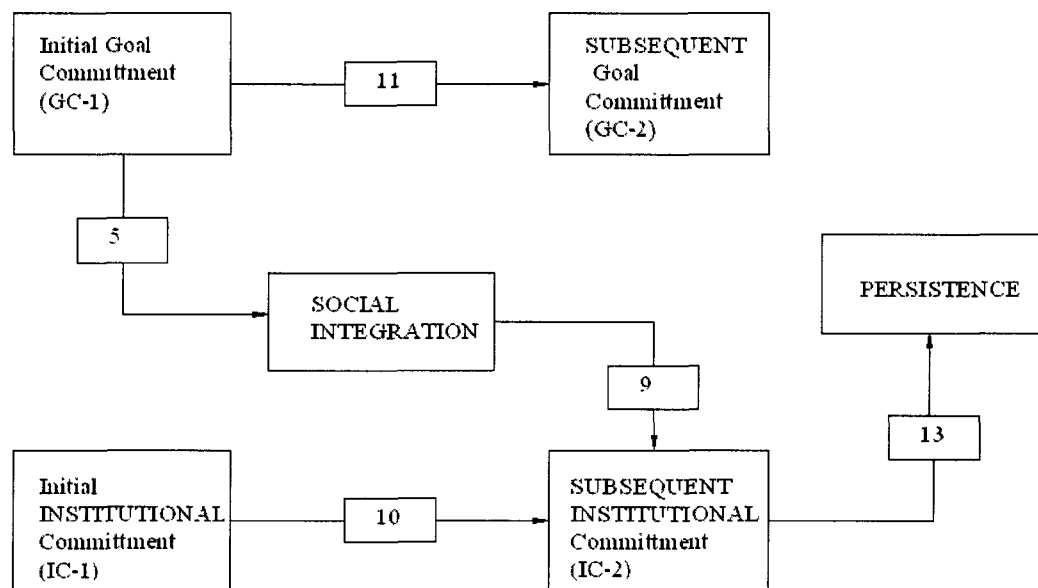 Initial Goal
Committment
(GC-1)
11
SUBSEQUENT
Goal
Committment
(GC-2)
5
SOCIAL
INTEGRATION
PERSISTENCE
9
13
Initial
INSTITUTIONAL
Committment
(IC-1)
10
SUBSEQUENT
INSTITUTIONAL
Committment
(IC-2)